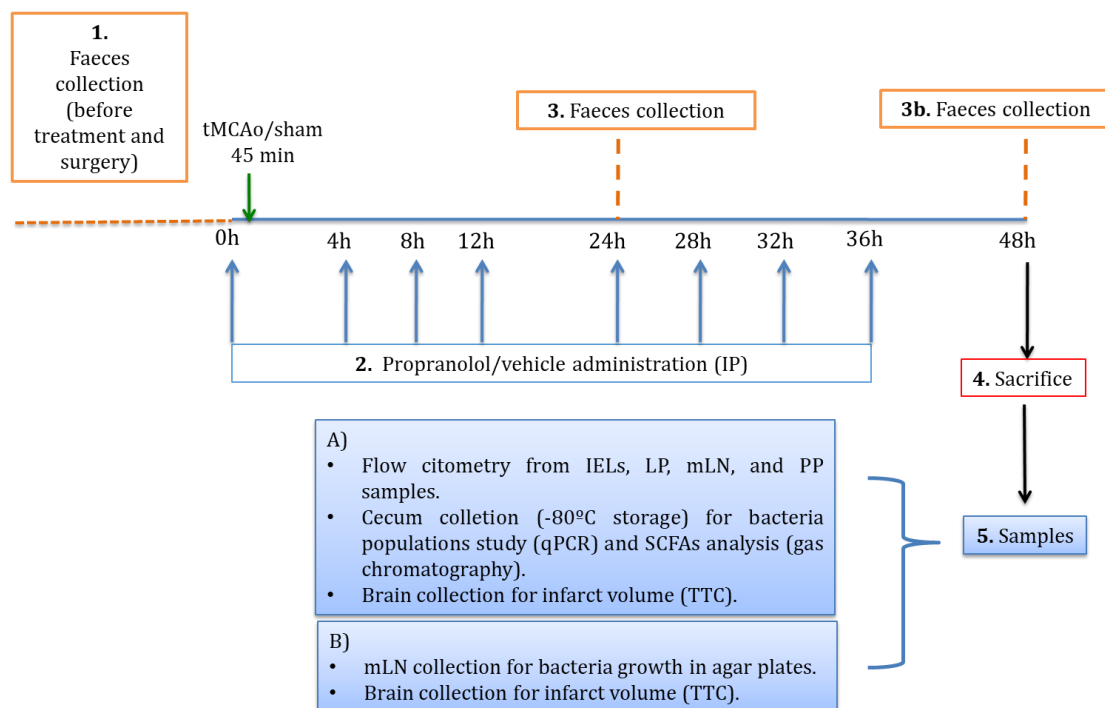 1.
Faeces
collection
(before
treatment and
surgery)
tMCAo/sham
45 min
3. Faeces collection
3b. Faeces collection
0h
4h
8h
12h
24h
28h
32h
36h
48h
2. Propranolol/vehicle administration (IP)
4. Sacrifice
A)
• Flow citometry from IELs, LP, mLN, and PP
samples.
• Cecum colletion (-80ºC storage) for bacteria
populations study (qPCR) and SCFAs analysis (gas
chromatography).
• Brain collection for infarct volume (TTC).
5. Samples
B)
• mLN collection for bacteria growth in agar plates.
• Brain collection for infarct volume (TTC).